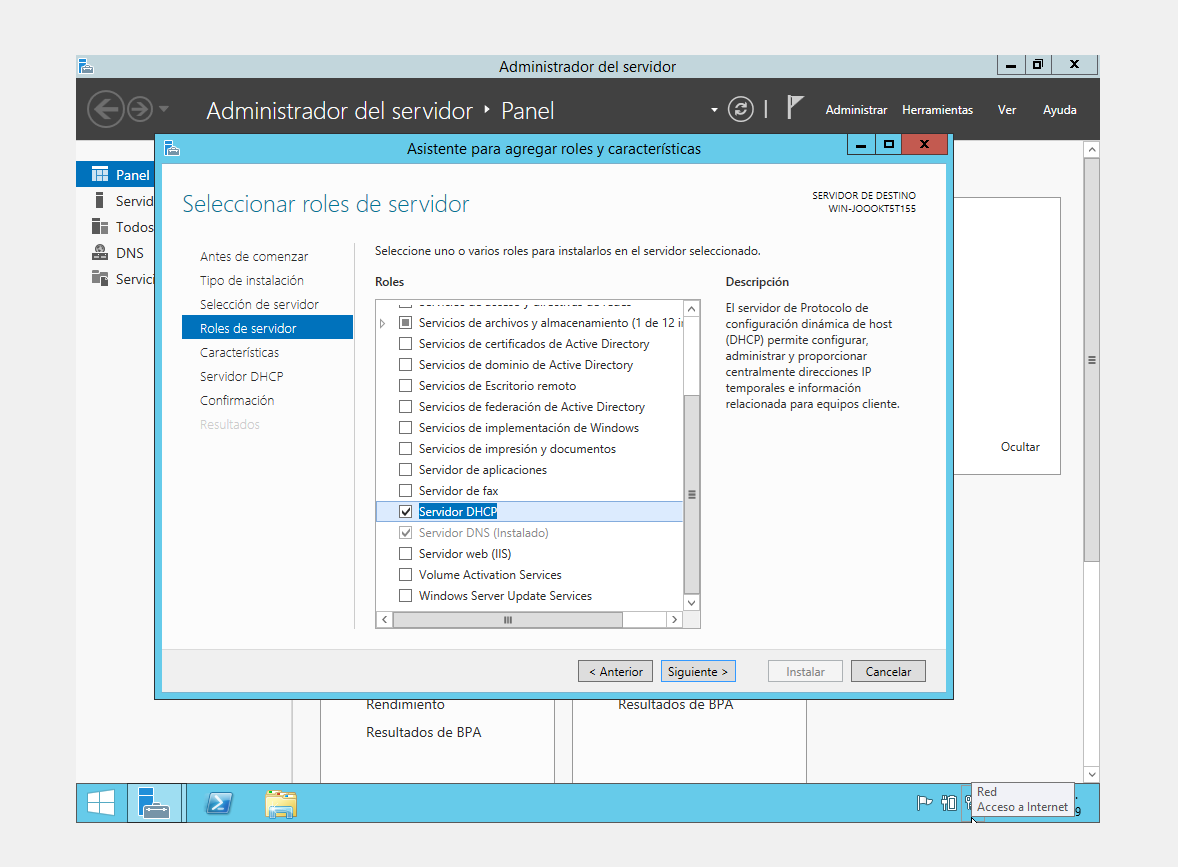 Administrador del servidor
Administrador del servidor ‣ Panel
Administrar
Herramientas
Ver
Ayuda
Asistente para agregar roles y características
Panel
Servid
Todos
DNS
Servici
Seleccionar roles de servidor
SERVIDOR DE DESTINO
WIN-JOOOKT5T155
Antes de comenzar
Tipo de instalación
Selección de servidor
Roles de servidor
Características
Servidor DHCP
Confirmación
Resultados
Seleccione uno o varios roles para instalarlos en el servidor seleccionado.
Roles
Servicios de archivos y almacenamiento (1 de 12 i
Servicios de certificados de Active Directory
Servicios de dominio de Active Directory
Servicios de Escritorio remoto
Servicios de federación de Active Directory
Servicios de implementación de Windows
Servicios de impresión y documentos
Servidor de aplicaciones
Servidor de fax
Servidor DHCP
Servidor DNS (Instalado)
Servidor web (IIS)
Volume Activation Services
Windows Server Update Services
Descripción
El servidor de Protocolo de
configuración dinámica de host
(DHCP) permite configurar,
administrar y proporcionar
centralmente direcciones IP
temporales e información
relacionada para equipos cliente.
Ocultar
< Anterior
Siguiente >
Instalar
Cancelar
Rendimiento
Resultados de BPA
Resultados de BPA
Red
Acceso a Internet
9